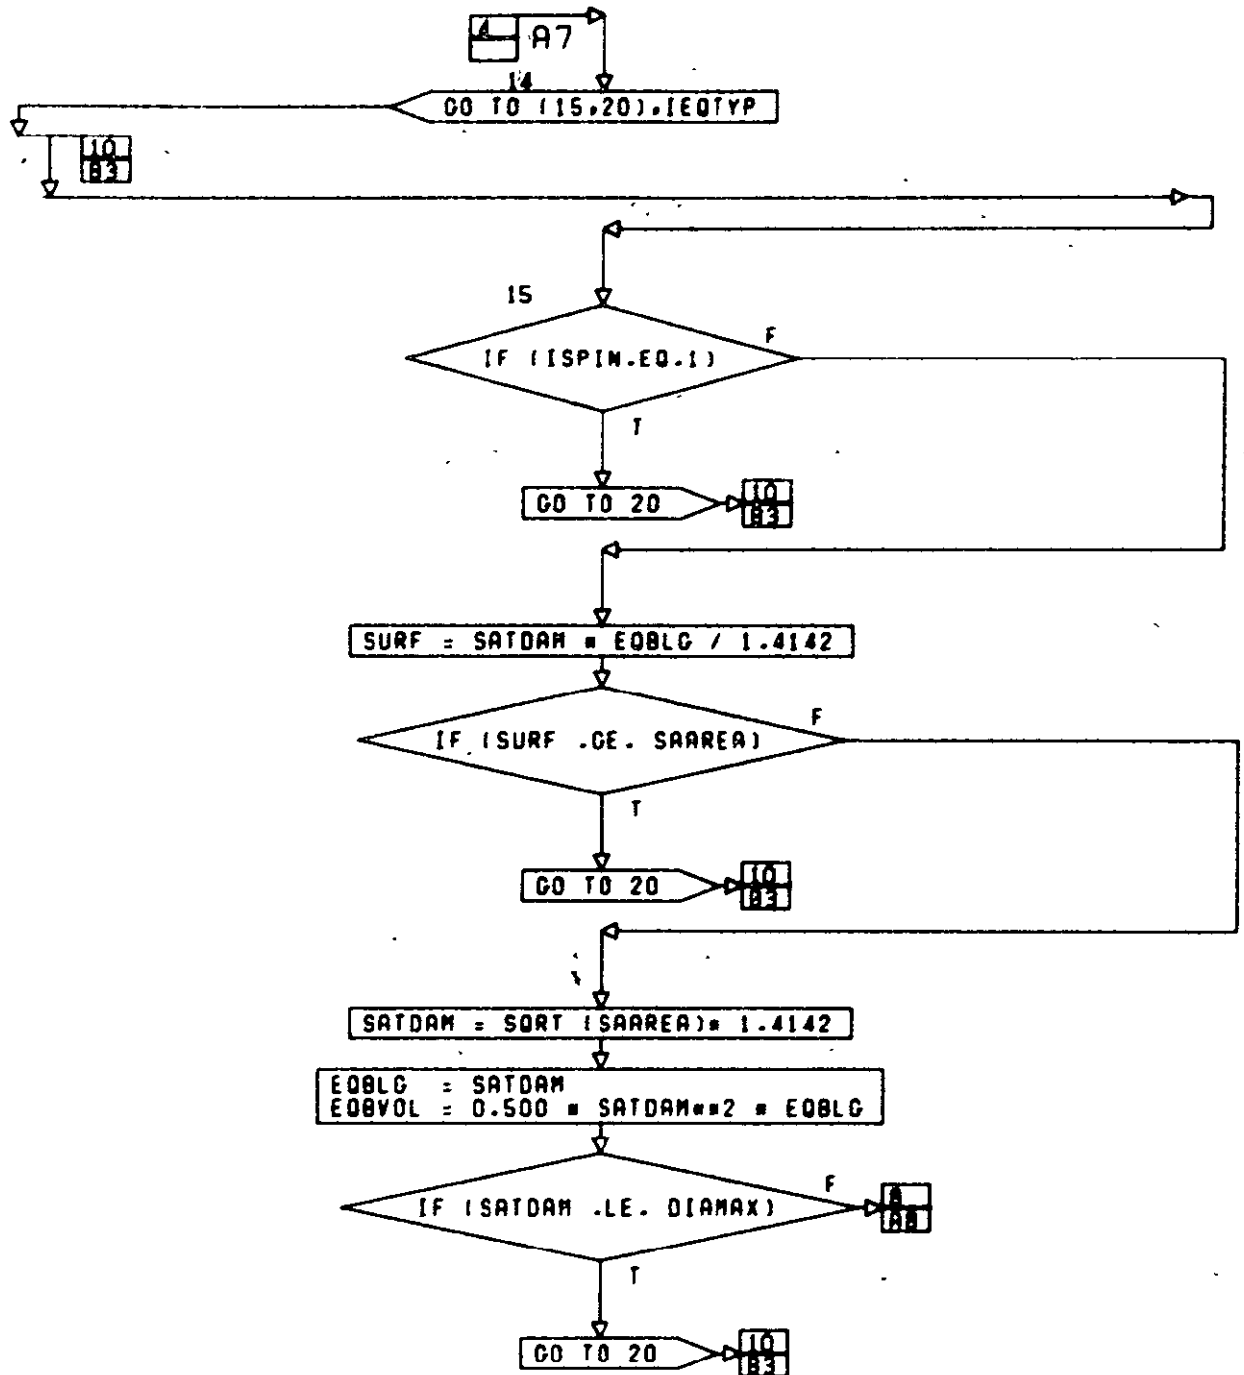 A7
14
GO TO (15,20),IEQTYP
10
B3
15
F
IF (ISPIN.EQ.1)
T
GO TO 20
10
B3
SURF = SATDAM * EQBLG / 1.4142
F
IF (SURF .GE. SAAREA)
T
GO TO 20
10
B3
SATDAM = SQRT (SAAREA)* 1.4142
EQBLG = SATDAM
EQBVOL = 0.500 * SATDAM**2 * EQBLG
F
IF (SATDAM .LE. DIAMAX)
T
GO TO 20
10
B3